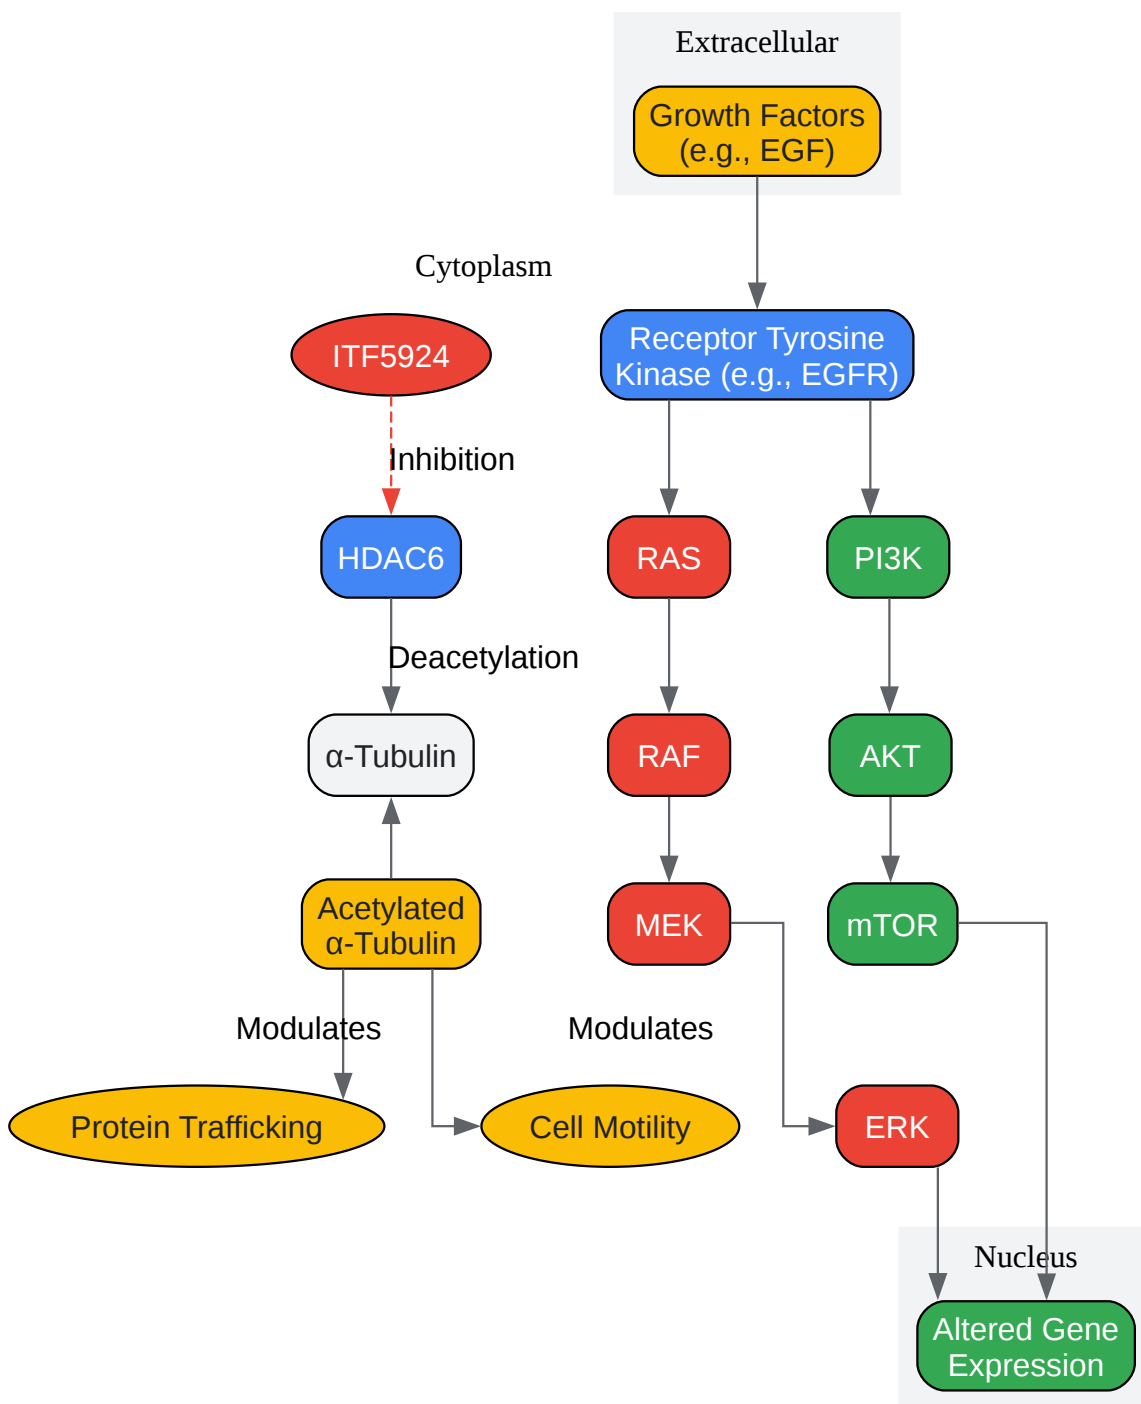 Extracellular
Growth Factors
(e.g., EGF)
Cytoplasm
ITF5924
Receptor Tyrosine
Kinase (e.g., EGFR)
Inhibition
HDAC6
RAS
PI3K
Deacetylation
α-Tubulin
RAF
AKT
Acetylated
α-Tubulin
MEK
mTOR
Modulates
Modulates
Protein Trafficking
Cell Motility
ERK
Nucleus
Altered Gene
Expression